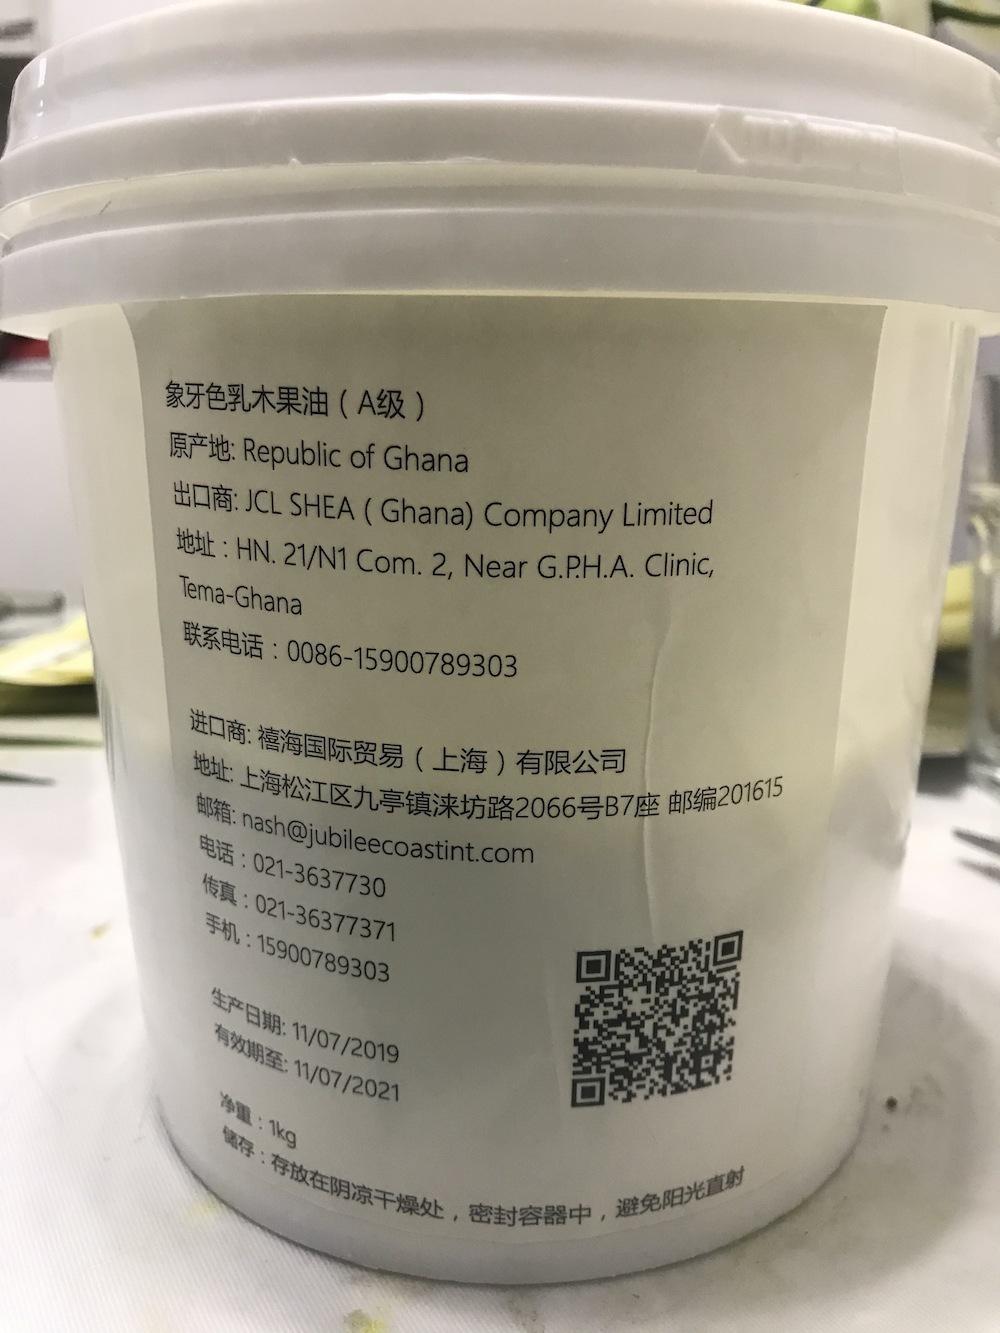 象牙色乳木果油（A级）
原产地: Republic of Ghana
出口商: JCL SHEA ( Ghana) Company Limited
地址：HN. 21/N1 Com. 2, Near G.P.H.A. Clinic,
Tema-Ghana
联系电话：0086-15900789303
进口商: 禧海国际贸易（上海）有限公司
地址: 上海松江区九亭镇涞坊路2066号B7座 邮编201615
邮箱: nash@jubileecoastint.com
电话：021-3637730
传真：021-36377371
手机：15900789303
生产日期: 11/07/2019
有效期至: 11/07/2021
净重：1kg
储存：存放在阴凉干燥处，密封容器中，避免阳光直射